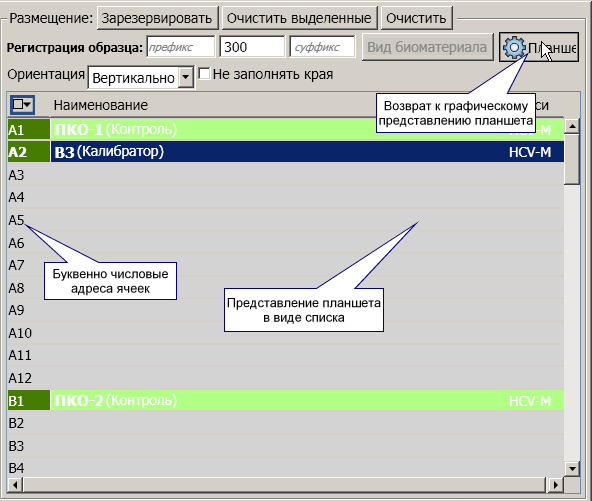 Размещение: Зарезервировать Очистить выделенные Очистить
Регистрация образца: префикс 300 суффикс Вид биоматериала Планше
Ориентация Вертикально Не заполнять края
Возврат к графическому
представлению планшета
Наименование си
A1 ПКО-1 (Контроль) HCV-M
A2 В3 (Калибратор) HCV-M
A3
A4
A5
A6
A7
Буквенно числовые
адреса ячеек
A8
Представление планшета
в виде списка
A9
A10
A11
A12
B1 ПКО-2 (Контроль) HCV-M
B2
B3
B4